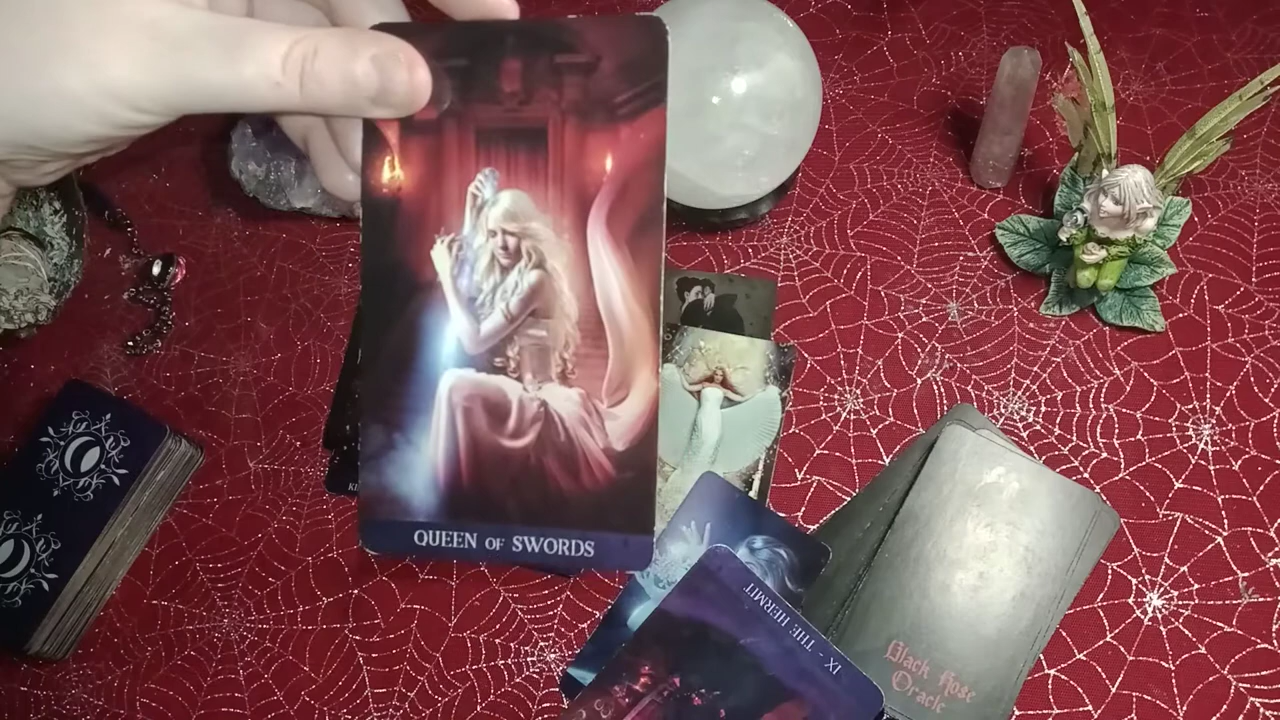 QUEEN OF SWORDS
IX - THE HERMIT
Black Rose
Oracle